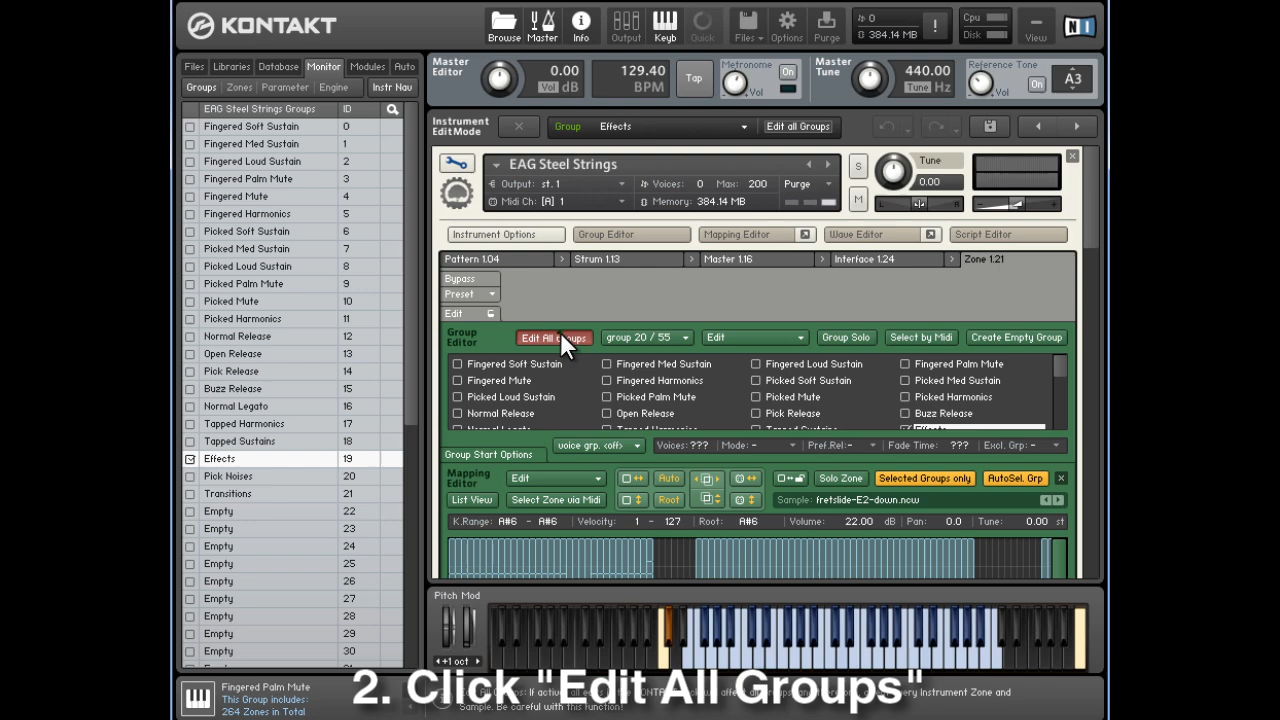 KONTAKT
Browse Master Info Output Keyb Quick Files Options Purge
0
384.14 MB
!
Cpu
Disk
View
NI
Files Libraries Database Monitor Modules Auto
Groups Zones Parameter Engine Instr Nav
EAG Steel Strings Groups ID
Fingered Soft Sustain 0
Fingered Med Sustain 1
Fingered Loud Sustain 2
Fingered Palm Mute 3
Fingered Mute 4
Fingered Harmonics 5
Picked Soft Sustain 6
Picked Med Sustain 7
Picked Loud Sustain 8
Picked Palm Mute 9
Picked Mute 10
Picked Harmonics 11
Normal Release 12
Open Release 13
Pick Release 14
Buzz Release 15
Normal Legato 16
Tapped Harmonics 17
Tapped Sustains 18
Effects 19
Pick Noises 20
Transitions 21
Empty 22
Empty 23
Empty 24
Empty 25
Empty 26
Empty 27
Empty 28
Empty 29
Empty 30
Fingered Palm Mute
This Group includes:
264 Zones in Total
Master Editor
0.00
Vol dB
129.40
BPM
Tap
Metronome
On
Vol
Master Tune
440.00
Tune Hz
Reference Tone
On
Vol
A3
Instrument Edit Mode
Group Effects Edit all Groups
EAG Steel Strings
Output: st. 1 Voices: 0 Max: 200 Purge
Midi Ch: [A] 1 Memory: 384.14 MB
S
M
Tune
0.00
L R
Instrument Options Group Editor Mapping Editor Wave Editor Script Editor
Pattern 1.04 Strum 1.13 Master 1.16 Interface 1.24 Zone 1.21
Bypass
Preset
Edit
Group Editor
Edit All Groups group 20 / 55 Edit Group Solo Select by Midi Create Empty Group
Fingered Soft Sustain Fingered Med Sustain Fingered Loud Sustain Fingered Palm Mute
Fingered Mute Fingered Harmonics Picked Soft Sustain Picked Med Sustain
Picked Loud Sustain Picked Palm Mute Picked Mute Picked Harmonics
Normal Release Open Release Pick Release Buzz Release
Normal Legato Tapped Harmonics Tapped Sustains Effects
voice grp. <off> Voices: ??? Mode: - Pref.Rel: - Fade Time: ??? Excl. Grp: -
Group Start Options
Mapping Editor
Edit Auto Solo Zone Selected Groups only AutoSel. Grp
List View Select Zone via Midi Root Sample: fretslide-E2-down.ncw
K.Range: A#6 - A#6 Velocity: 1 - 127 Root: A#6 Volume: 22.00 dB Pan: 0.0 Tune: 0.00 st
Pitch Mod
+1 oct
2. Click "Edit All Groups"
Sample. Be careful with this function!